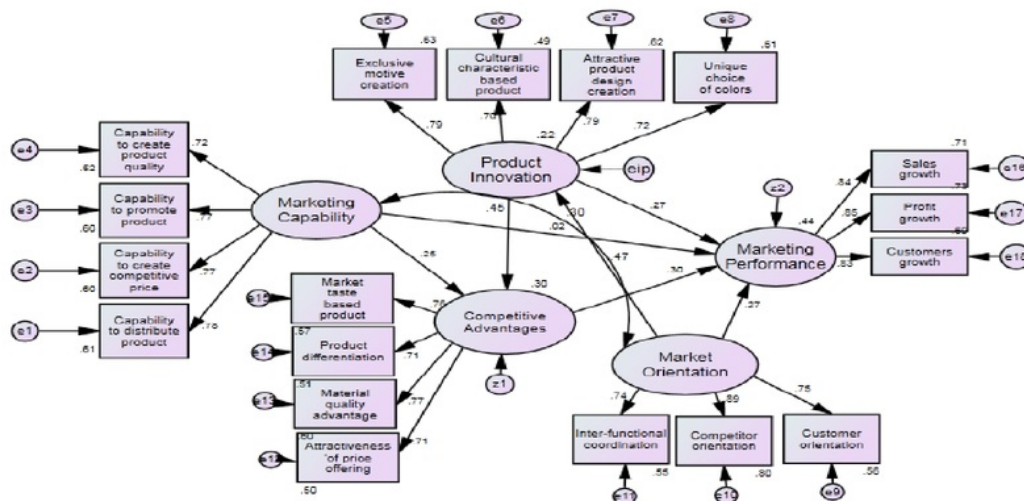 e5
e6
e7
e8
.63
.49
.62
.51
Exclusive
motive
creation
Cultural
characteristic
based
product
Attractive
product
design
creation
Unique
choice
of colors
.79
.70
.79
.72
.22
Product
Innovation
eip
e4
Capability
to create
product
quality
.72
.52
e3
Capability
to promote
product
.77
.60
e2
Capability
to create
competitive
price
.77
.60
e1
Capability
to distribute
product
.78
.61
Marketing
Capability
.45
.30
.02
.27
.47
.25
.30
z2
.44
Marketing
Performance
.84
.85
.83
.71
Sales
growth
e16
Profit
growth
e17
Customers
growth
e18
e15
Market
taste
based
product
.76
.57
e14
Product
differentiation
.71
.51
e13
Material
quality
advantage
.77
.60
e12
Attractiveness
of price
offering
.71
.50
.30
Competitive
Advantages
z1
.27
Market
Orientation
.74
.89
.75
Inter-functional
coordination
Competitor
orientation
Customer
orientation
.55
.80
.56
e11
e10
e9